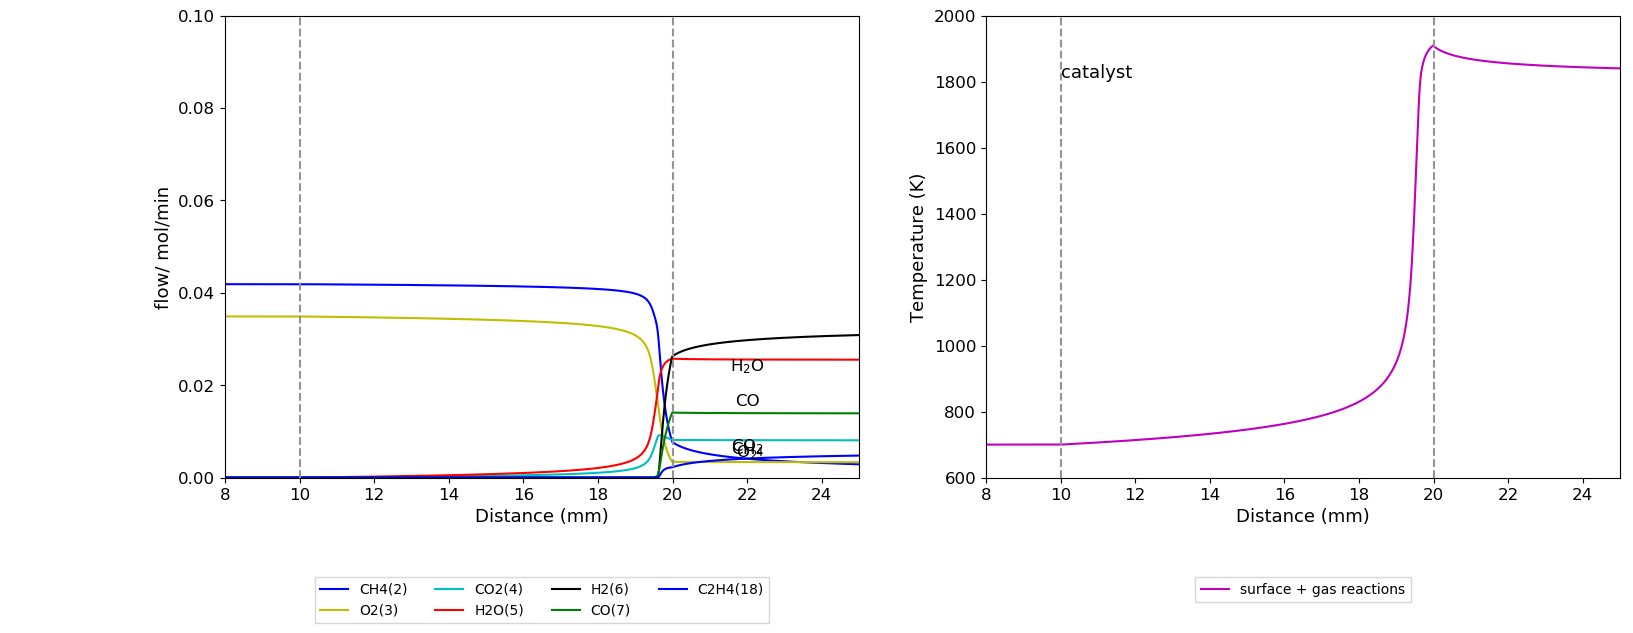 0.10
0.08
0.06
0.04
0.02
0.00
flow/ mol/min
H₂O
CO
CO₂
CH₄
O₂
8 10 12 14 16 18 20 22 24
Distance (mm)
CH4(2) CO2(4) H2(6) C2H4(18)
O2(3) H2O(5) CO(7)
2000
1800
1600
1400
1200
1000
800
600
Temperature (K)
catalyst
8 10 12 14 16 18 20 22 24
Distance (mm)
surface + gas reactions